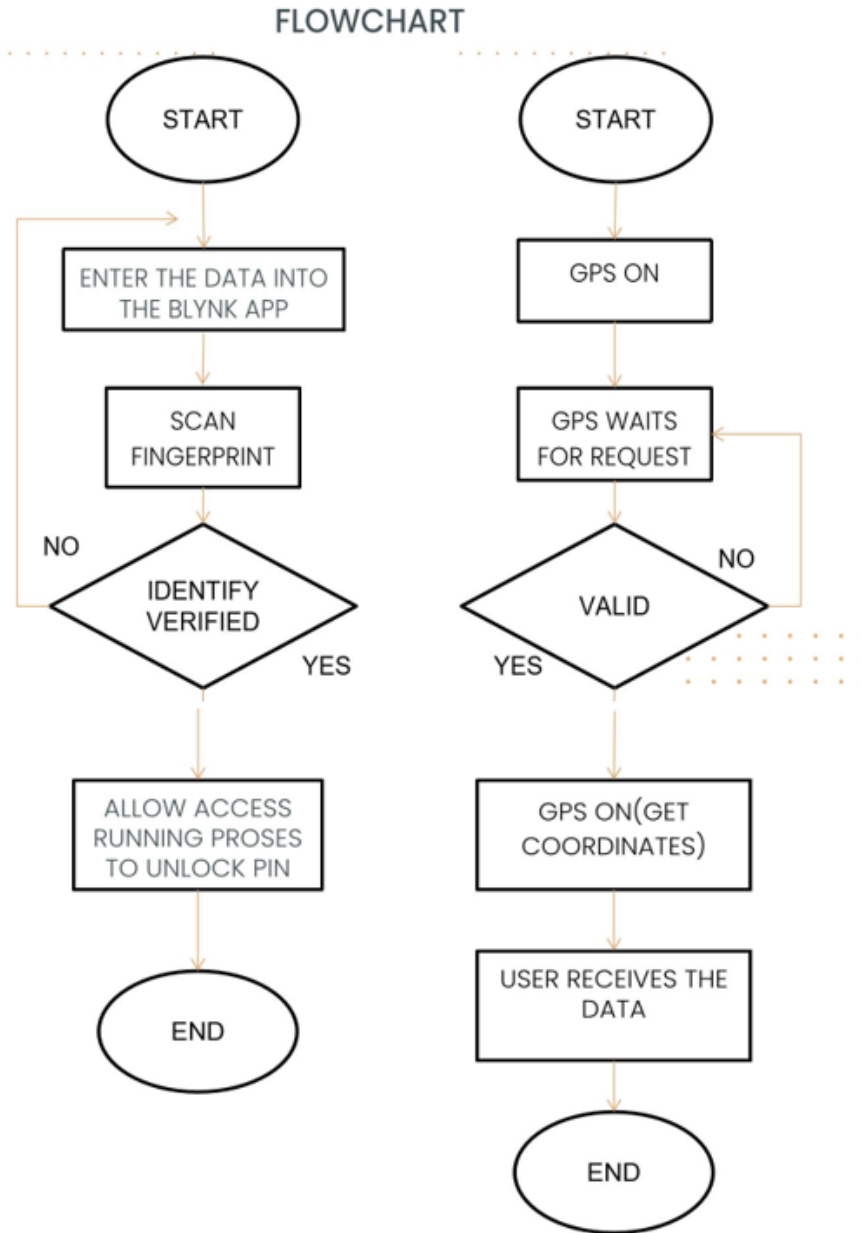 FLOWCHART
START
ENTER THE DATA INTO
THE BLYNK APP
SCAN
FINGERPRINT
NO
IDENTIFY
VERIFIED
YES
ALLOW ACCESS
RUNNING PROSES
TO UNLOCK PIN
END
START
GPS ON
GPS WAITS
FOR REQUEST
NO
VALID
YES
GPS ON(GET
COORDINATES)
USER RECEIVES THE
DATA
END